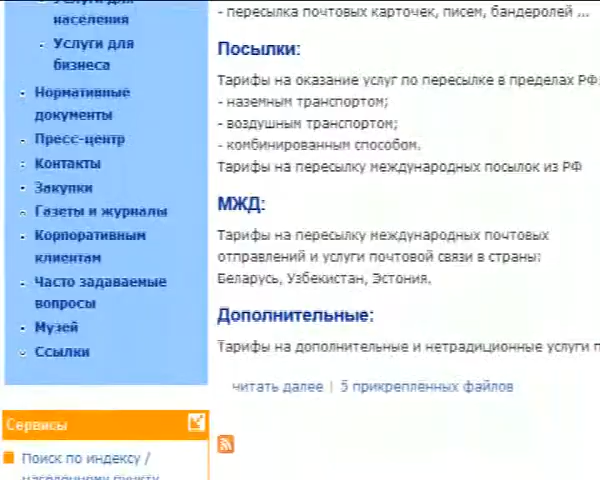 Услуги для
населения
Услуги для
бизнеса
Нормативные
документы
Пресс-центр
Контакты
Закупки
Газеты и журналы
Корпоративным
клиентам
Часто задаваемые
вопросы
Музей
Ссылки
Сервисы
Поиск по индексу /
населенному пункту
- пересылка почтовых карточек, писем, бандеролей ...
Посылки:
Тарифы на оказание услуг по пересылке в пределах РФ:
- наземным транспортом;
- воздушным транспортом;
- комбинированным способом.
Тарифы на пересылку международных посылок из РФ
МЖД:
Тарифы на пересылку международных почтовых
отправлений и услуги почтовой связи в страны:
Беларусь, Узбекистан, Эстония.
Дополнительные:
Тарифы на дополнительные и нетрадиционные услуги п
читать далее | 5 прикрепленных файлов